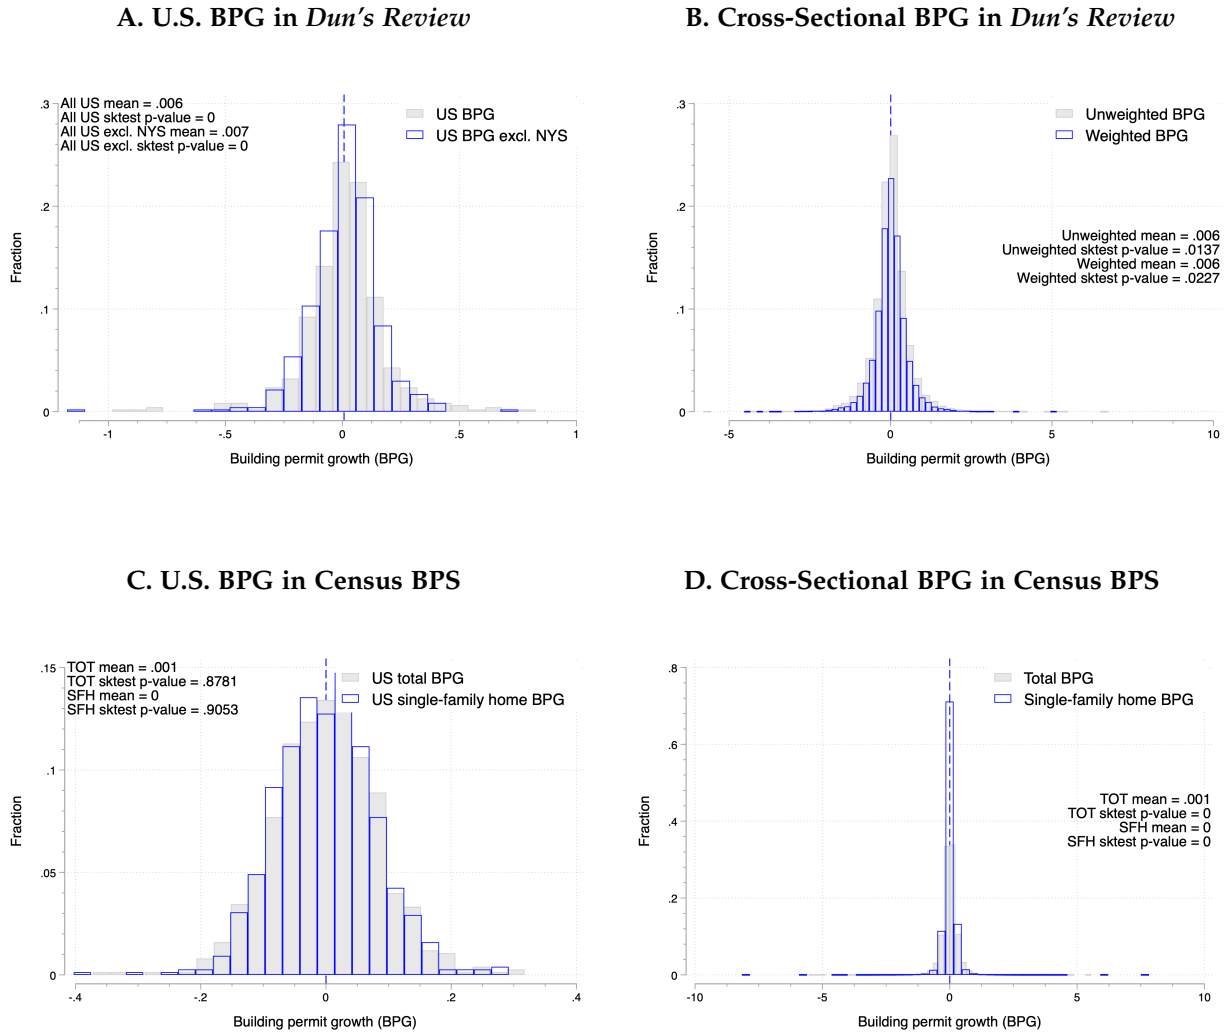 A. U.S. BPG in Dun's Review
All US mean = .006
All US sktest p-value = 0
All US excl. NYS mean = .007
All US excl. sktest p-value = 0
US BPG
US BPG excl. NYS
.3
.2
.1
0
Fraction
-1
-.5
0
.5
1
Building permit growth (BPG)
B. Cross-Sectional BPG in Dun's Review
Unweighted BPG
Weighted BPG
Unweighted mean = .006
Unweighted sktest p-value = .0137
Weighted mean = .006
Weighted sktest p-value = .0227
.3
.2
.1
0
Fraction
-5
0
5
10
Building permit growth (BPG)
C. U.S. BPG in Census BPS
TOT mean = .001
TOT sktest p-value = .8781
SFH mean = 0
SFH sktest p-value = .9053
US total BPG
US single-family home BPG
.15
.1
.05
0
Fraction
-.4
-.2
0
.2
.4
Building permit growth (BPG)
D. Cross-Sectional BPG in Census BPS
Total BPG
Single-family home BPG
TOT mean = .001
TOT sktest p-value = 0
SFH mean = 0
SFH sktest p-value = 0
.8
.6
.4
.2
0
Fraction
-10
-5
0
5
10
Building permit growth (BPG)